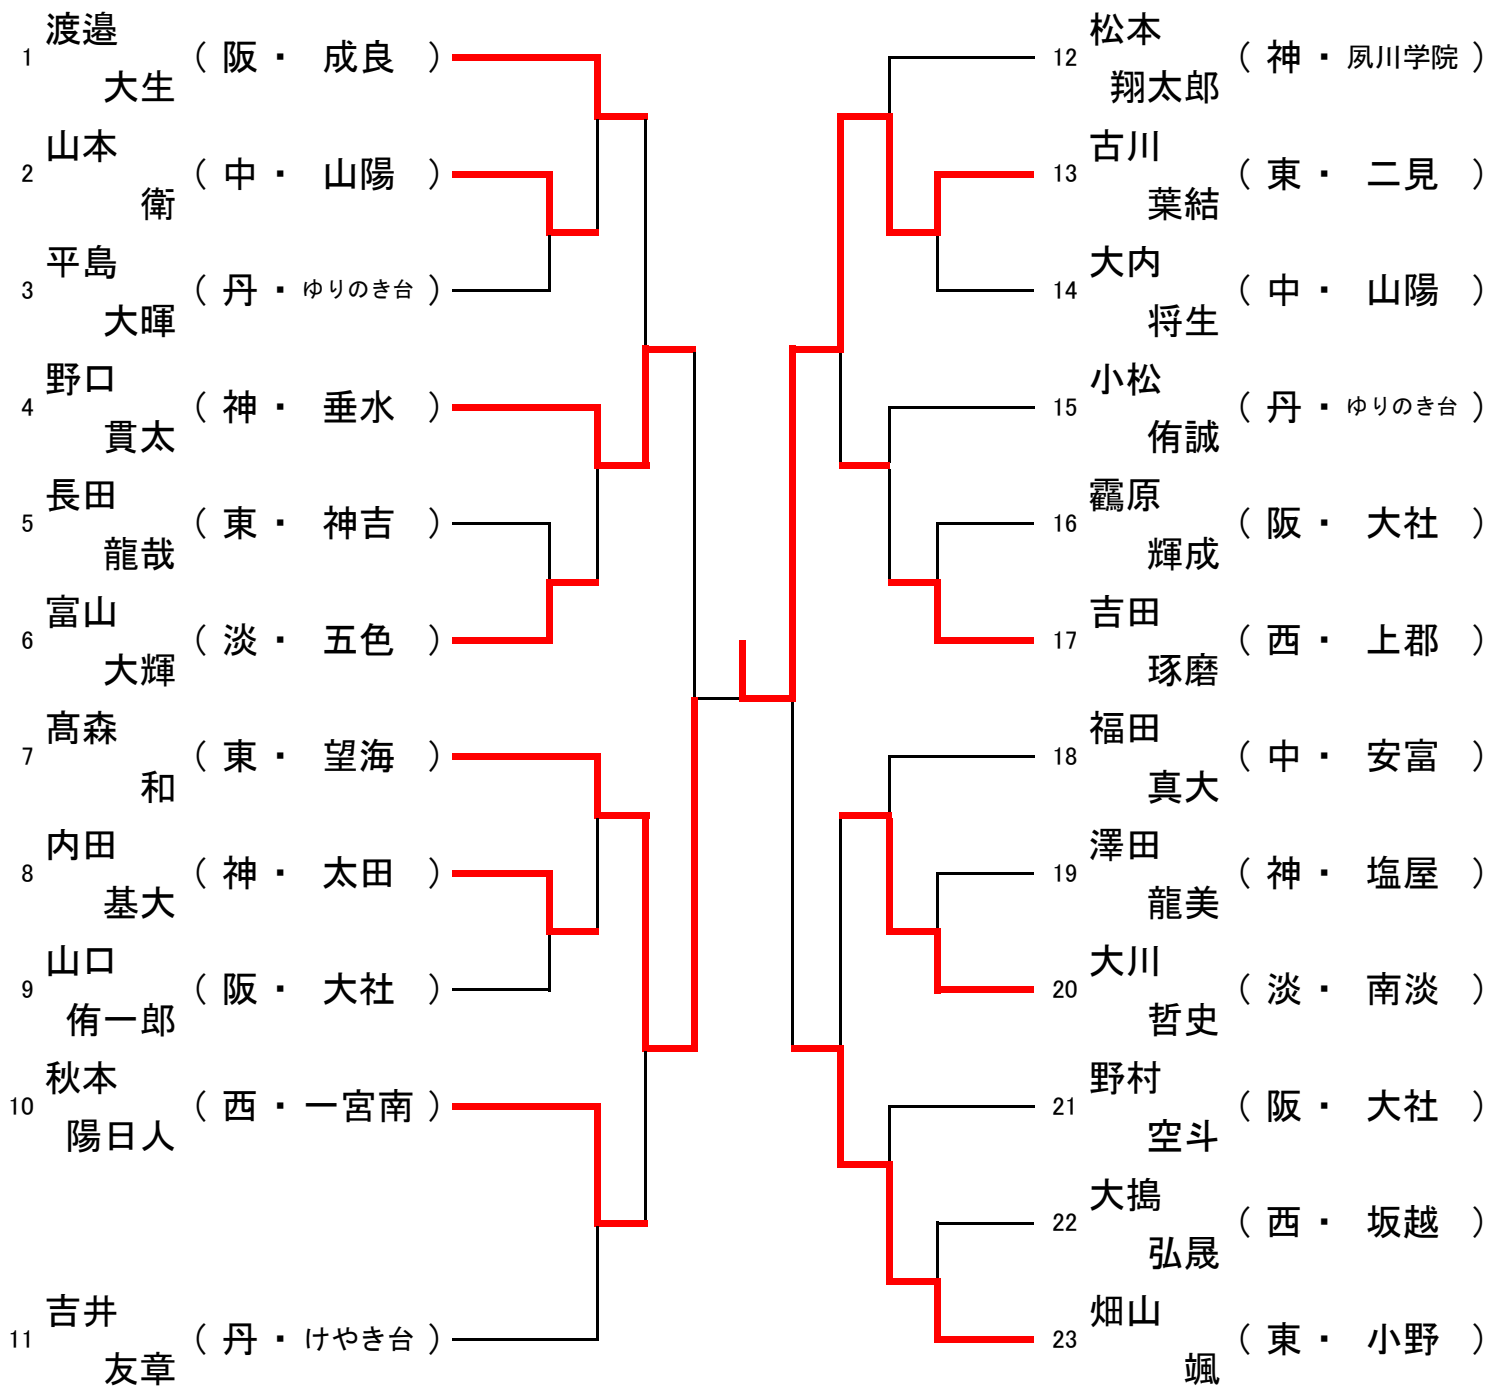 1 渡邉 大生 ( 阪 ・ 成良 )
2 山本 衛 ( 中 ・ 山陽 )
3 平島 大暉 ( 丹 ・ ゆりのき台 )
4 野口 貫太 ( 神 ・ 垂水 )
5 長田 龍哉 ( 東 ・ 神吉 )
6 富山 大輝 ( 淡 ・ 五色 )
7 髙森 和 ( 東 ・ 望海 )
8 内田 基大 ( 神 ・ 太田 )
9 山口 侑一郎 ( 阪 ・ 大社 )
10 秋本 陽日人 ( 西 ・ 一宮南 )
11 吉井 友章 ( 丹 ・ けやき台 )
12 松本 翔太郎 ( 神 ・ 夙川学院 )
13 古川 葉結 ( 東 ・ 二見 )
14 大内 将生 ( 中 ・ 山陽 )
15 小松 侑誠 ( 丹 ・ ゆりのき台 )
16 靏原 輝成 ( 阪 ・ 大社 )
17 吉田 琢磨 ( 西 ・ 上郡 )
18 福田 真大 ( 中 ・ 安富 )
19 澤田 龍美 ( 神 ・ 塩屋 )
20 大川 哲史 ( 淡 ・ 南淡 )
21 野村 空斗 ( 阪 ・ 大社 )
22 大搗 弘晟 ( 西 ・ 坂越 )
23 畑山 颯 ( 東 ・ 小野 )